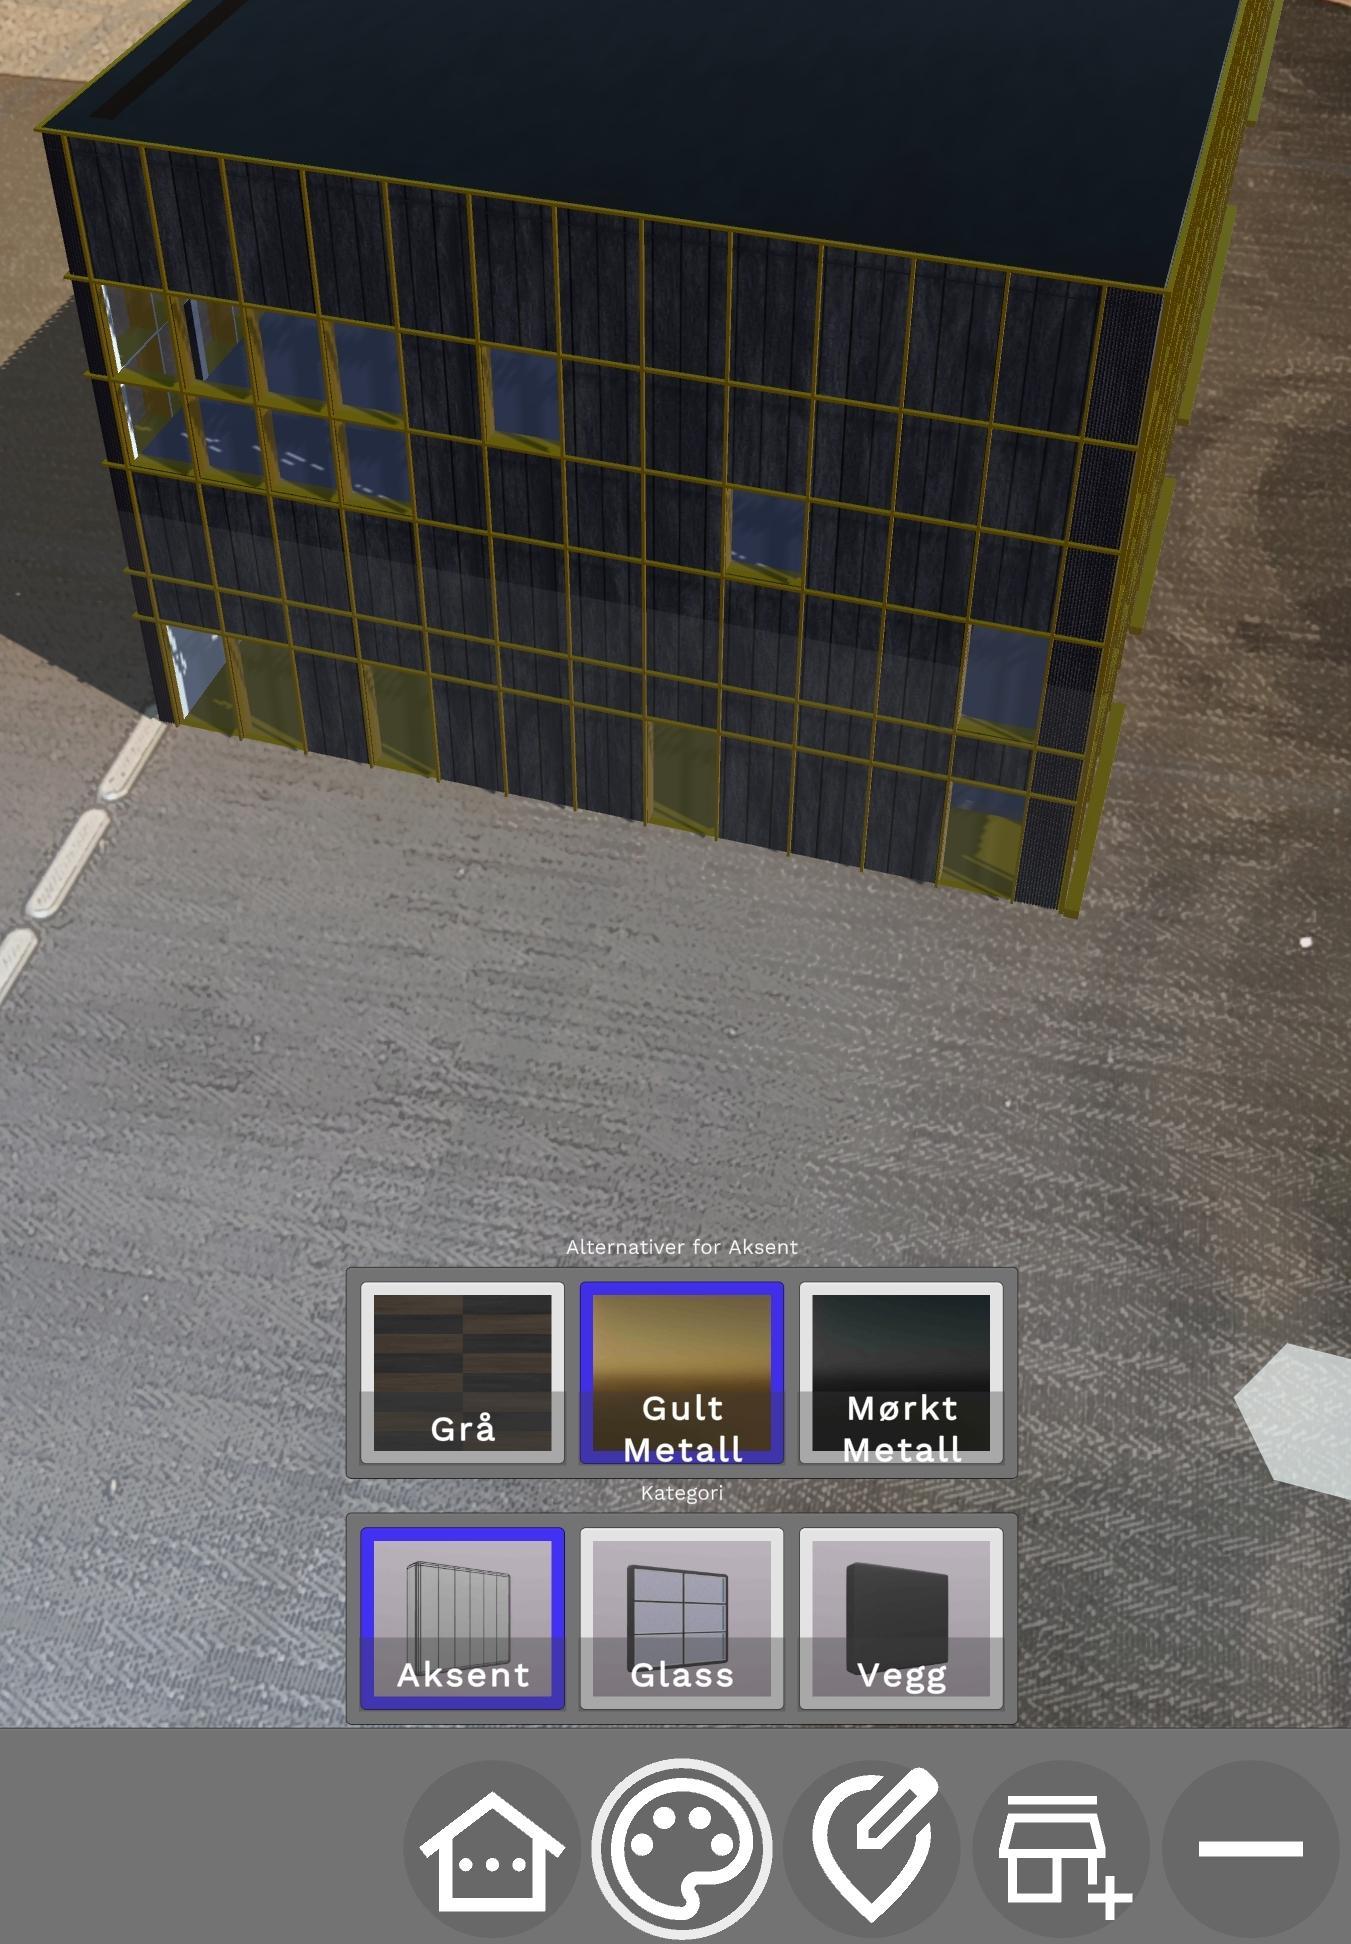 Alternativer for Aksent
Grå
Gult
Metall
Mørkt
Metall
Kategori
Aksent
Glass
Vegg